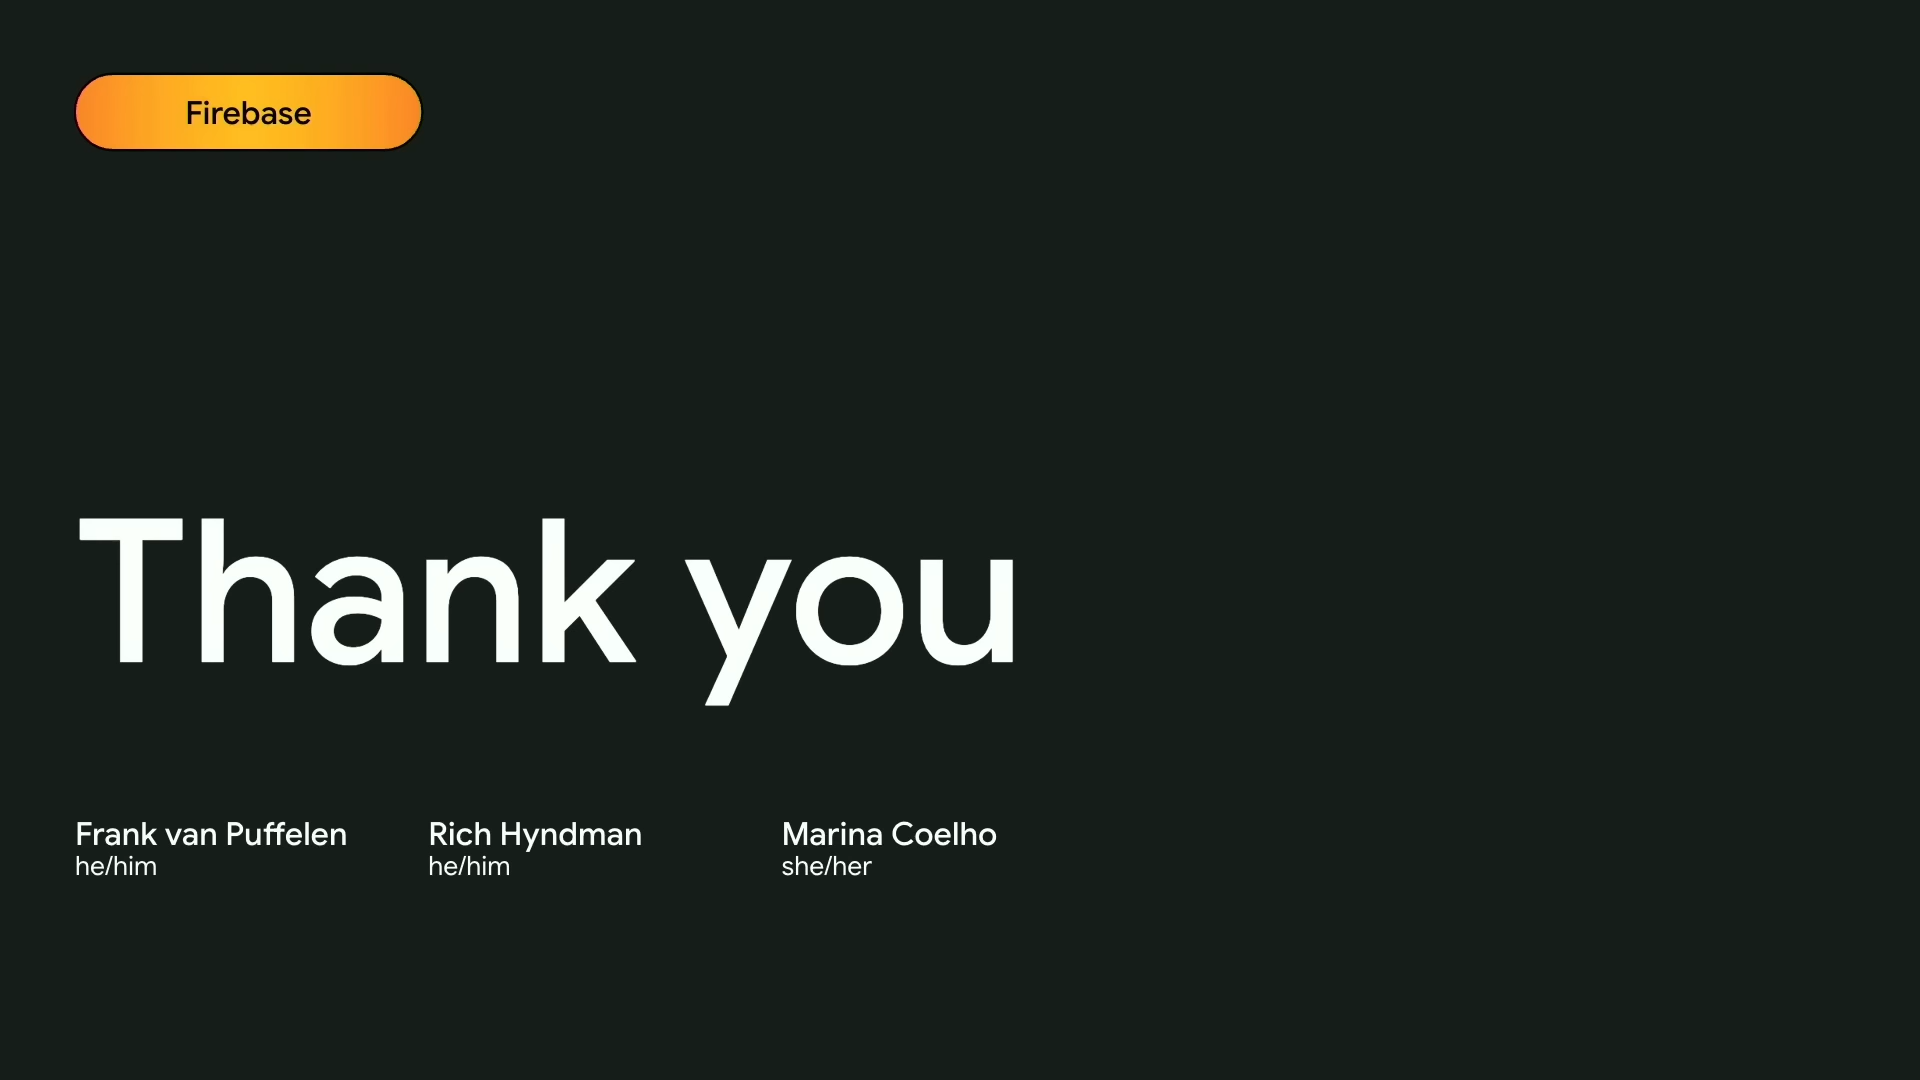 Firebase
Thank you
Frank van Puffelen
he/him
Rich Hyndman
he/him
Marina Coelho
she/her